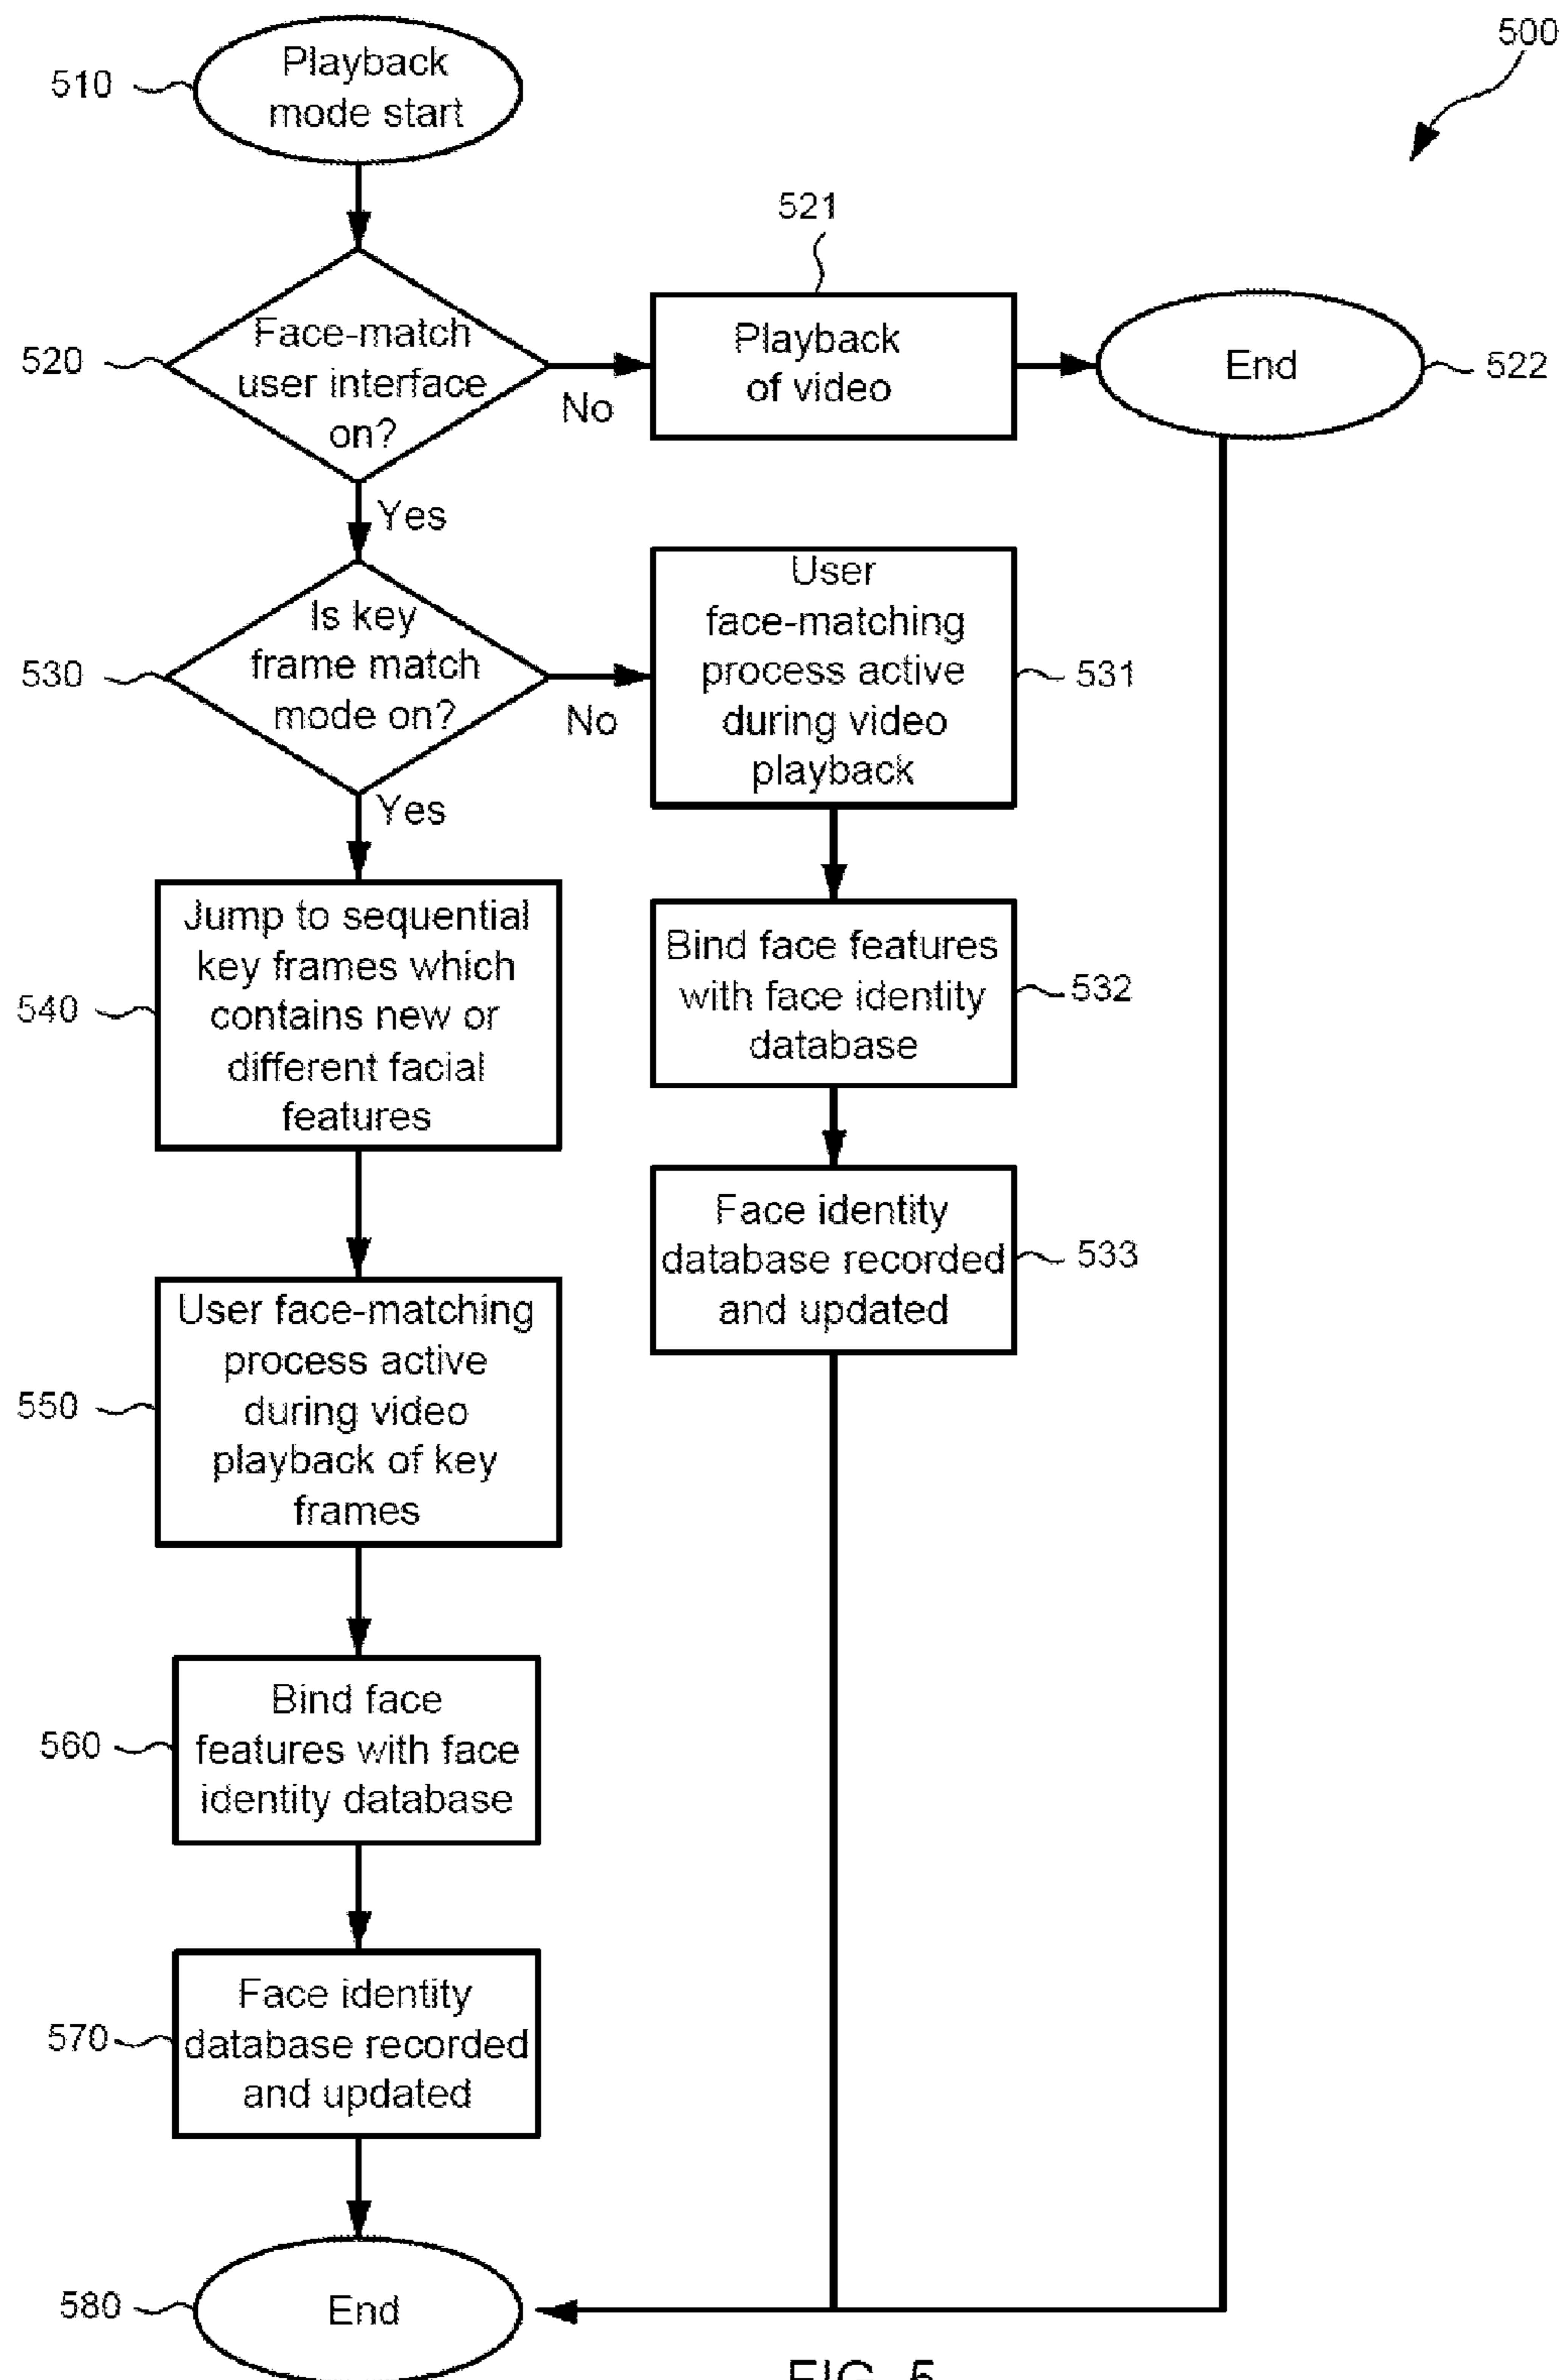 500
510
Playback
mode start
521
520
Face-match
user interface
on?
No
Playback
of video
End
522
Yes
530
Is key
frame match
mode on?
No
User
face-matching
process active
during video
playback
531
Yes
540
Jump to sequential
key frames which
contains new or
different facial
features
Bind face features
with face identity
database
532
Face identity
database recorded
and updated
533
550
User face-matching
process active
during video
playback of key
frames
560
Bind face
features with face
identity database
570
Face identity
database recorded
and updated
580
End
FIG. 5